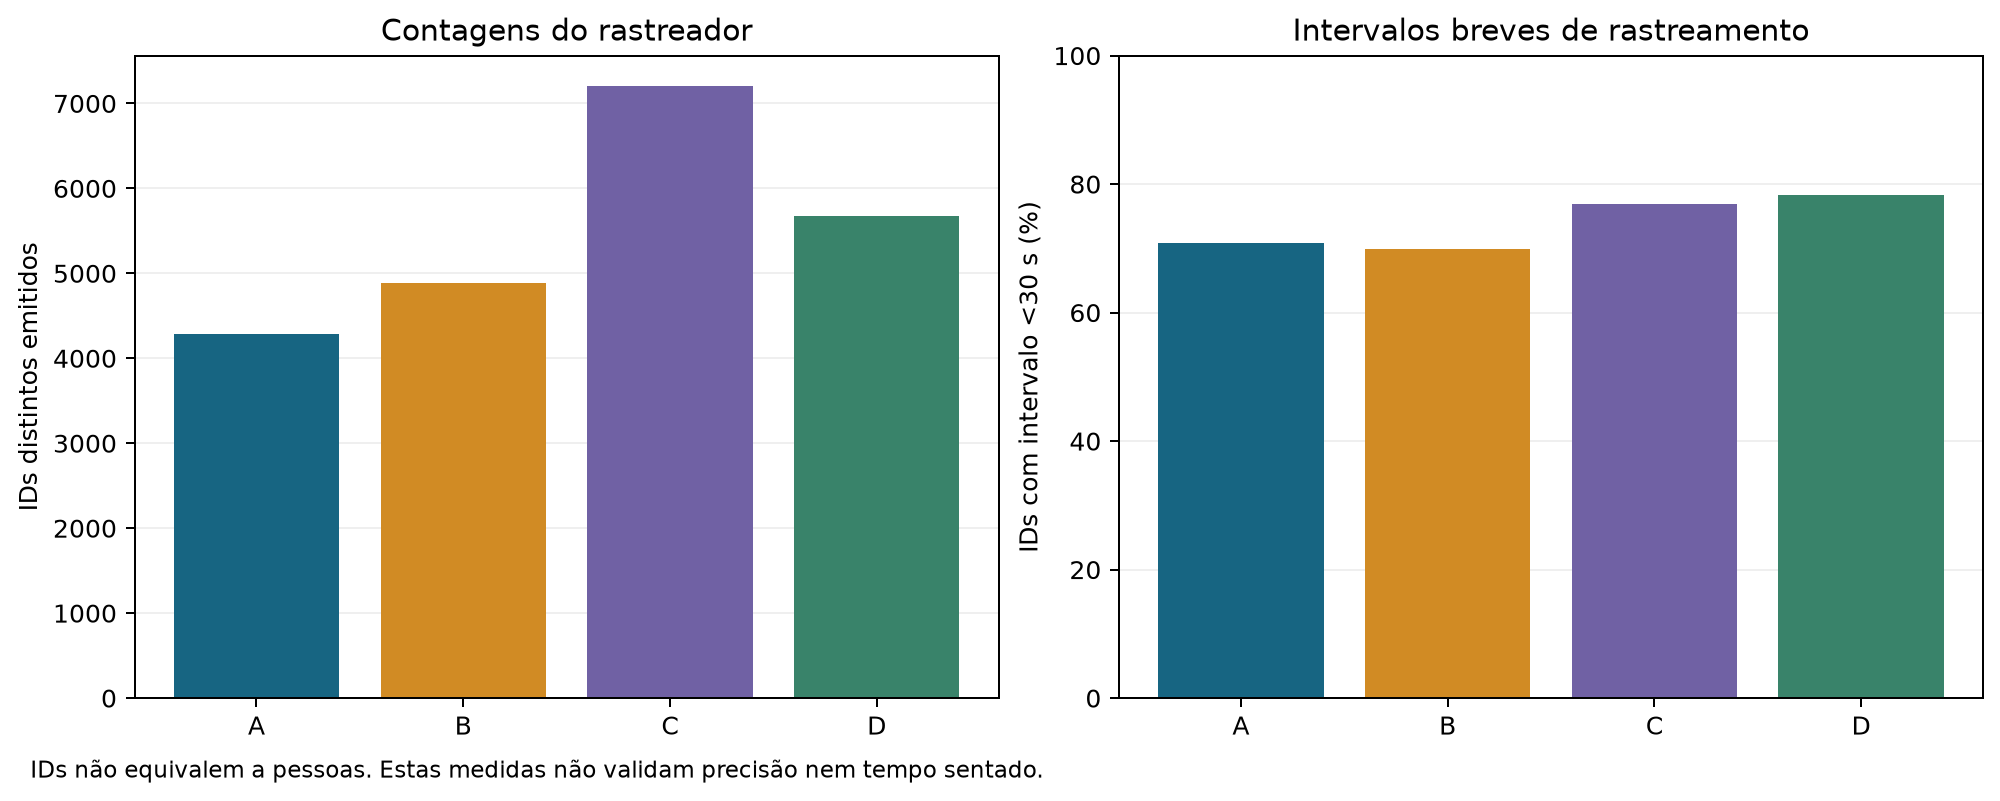 Contagens do rastreador
IDs distintos emitidos
7000
6000
5000
4000
3000
2000
1000
0
A
B
C
D
Intervalos breves de rastreamento
IDs com intervalo <30 s (%)
100
80
60
40
20
0
A
B
C
D
IDs não equivalem a pessoas. Estas medidas não validam precisão nem tempo sentado.